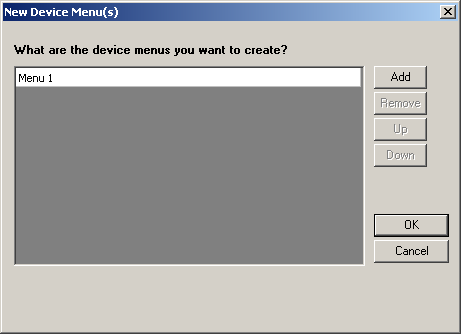 New Device Menu(s)
What are the device menus you want to create?
Menu 1
Add
Remove
Up
Down
OK
Cancel